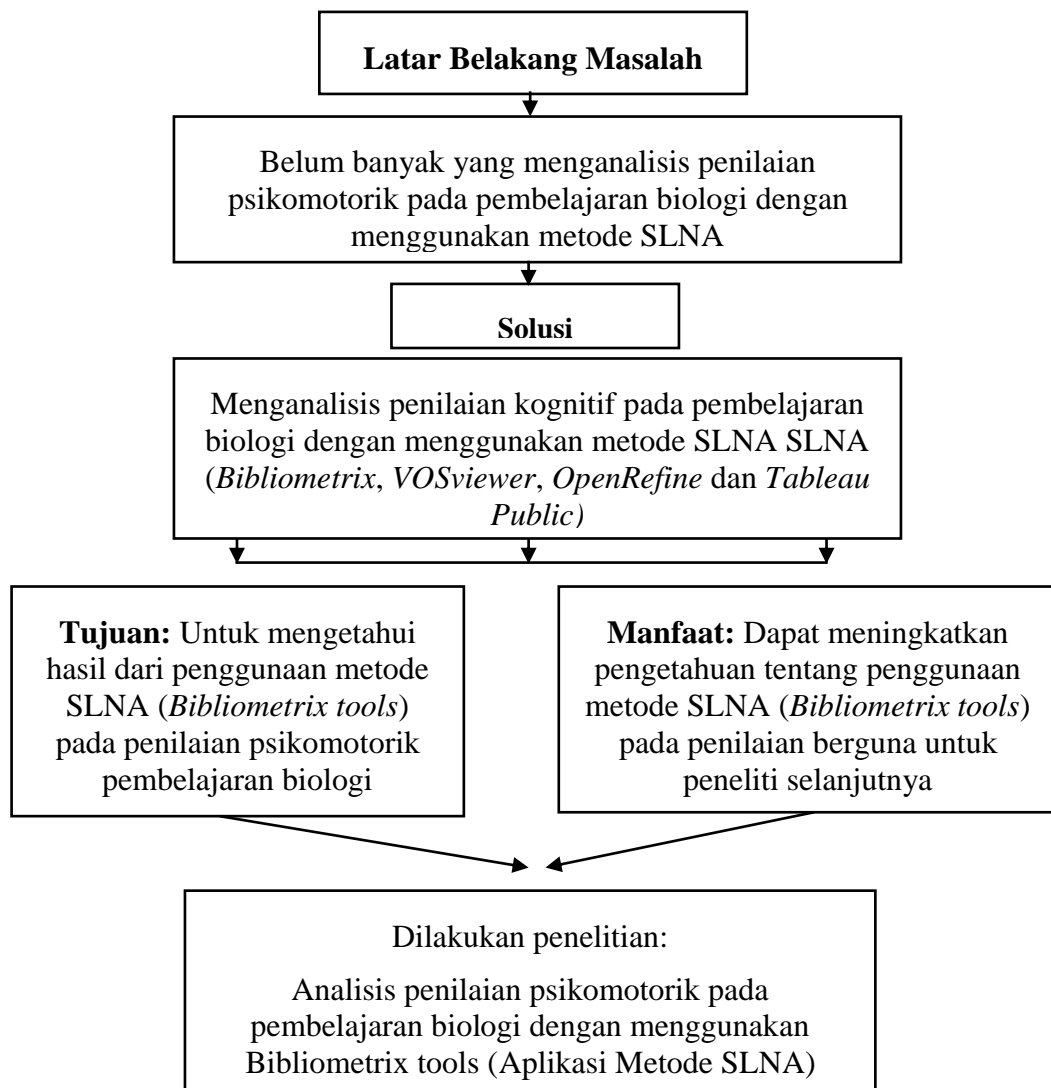 Latar Belakang Masalah
Belum banyak yang menganalisis penilaian
psikomotorik pada pembelajaran biologi dengan
menggunakan metode SLNA
Solusi
Menganalisis penilaian kognitif pada pembelajaran
biologi dengan menggunakan metode SLNA SLNA
(Bibliometrix, VOSviewer, OpenRefine dan Tableau
Public)
Tujuan: Untuk mengetahui
hasil dari penggunaan metode
SLNA (Bibliometrix tools)
pada penilaian psikomotorik
pembelajaran biologi
Manfaat: Dapat meningkatkan
pengetahuan tentang penggunaan
metode SLNA (Bibliometrix tools)
pada penilaian berguna untuk
peneliti selanjutnya
Dilakukan penelitian:
Analisis penilaian psikomotorik pada
pembelajaran biologi dengan menggunakan
Bibliometrix tools (Aplikasi Metode SLNA)